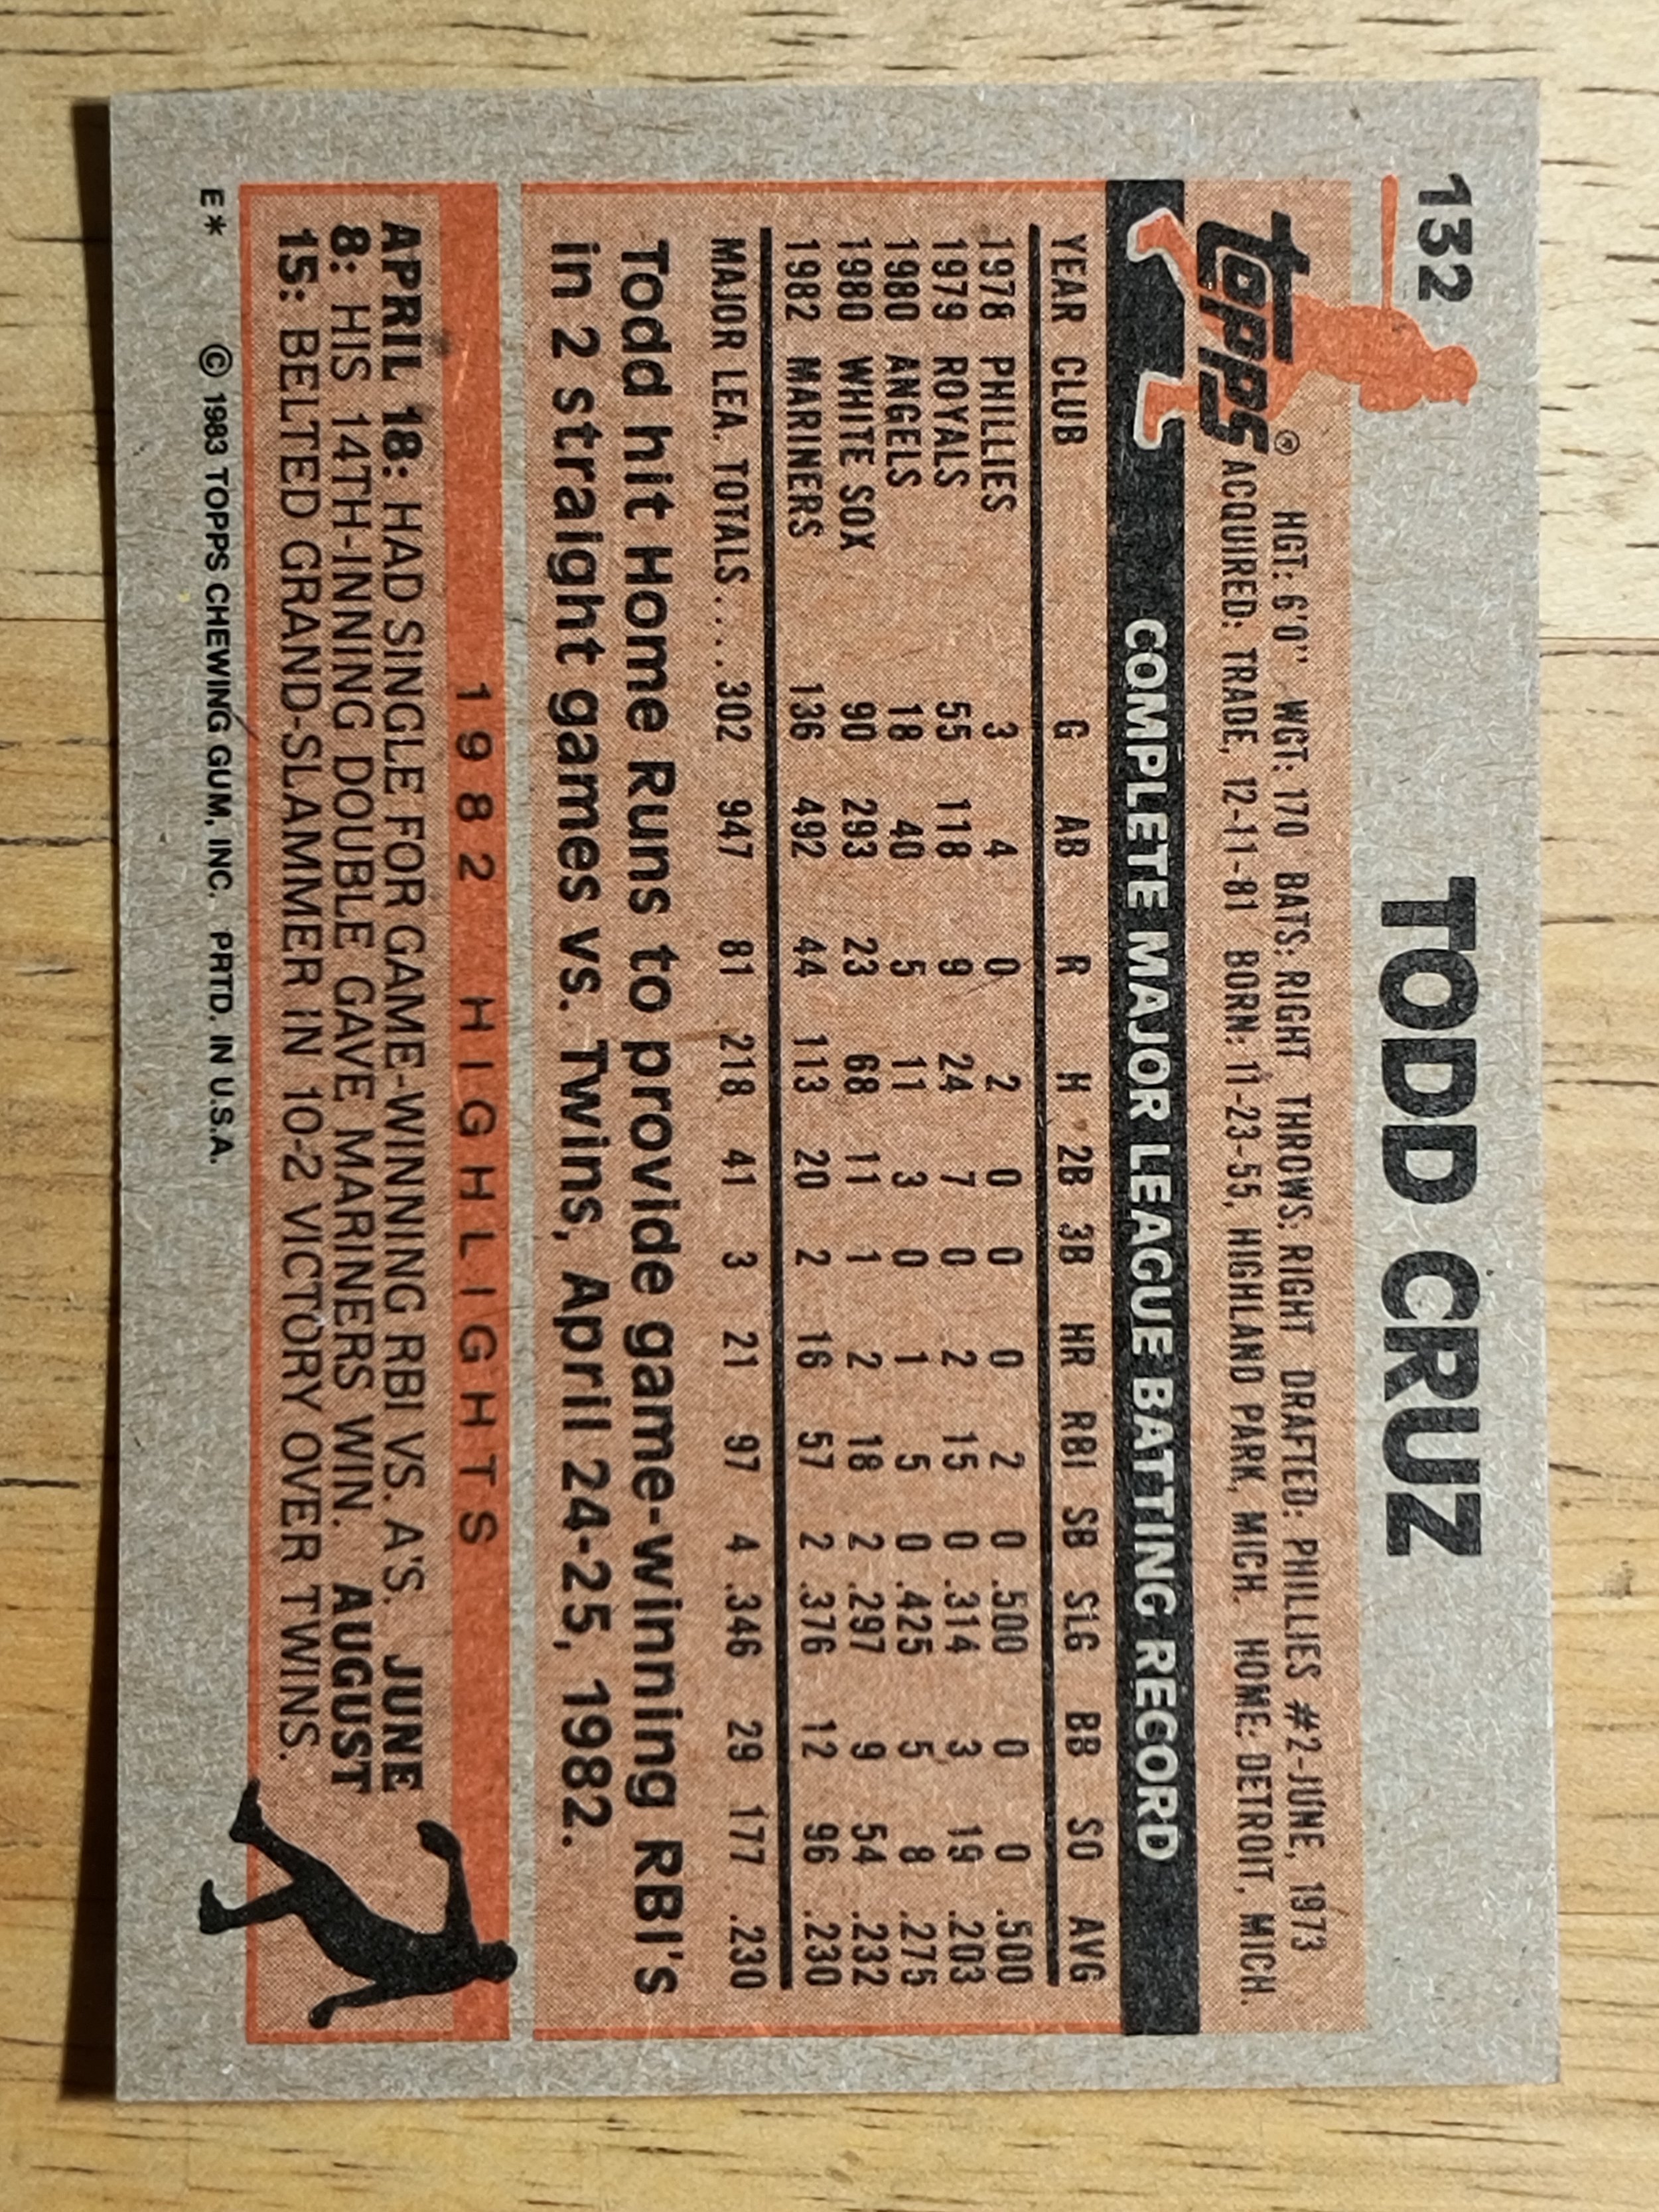 132
TODD CRUZ
topps®
HGT: 6'0" WGT: 170 BATS: RIGHT THROWS: RIGHT DRAFTED: PHILLIES #2-JUNE, 1973
ACQUIRED: TRADE, 12-11-81 BORN: 11-23-55, HIGHLAND PARK, MICH. HOME: DETROIT, MICH.
COMPLETE MAJOR LEAGUE BATTING RECORD
YEAR CLUB G AB R H 2B 3B HR RBI SB SLG BB SO AVG
1978 PHILLIES 3 4 0 2 0 0 0 2 0 .500 0 0 .500
1979 ROYALS 55 118 9 24 7 0 2 15 0 .314 3 19 .203
1980 ANGELS 18 40 5 11 3 0 1 5 0 .425 5 8 .275
1980 WHITE SOX 90 293 23 68 11 1 2 18 2 .297 9 54 .232
1982 MARINERS 136 492 44 113 20 2 16 57 2 .376 12 96 .230
MAJOR LEA. TOTALS....302 947 81 218 41 3 21 97 4 .346 29 177 .230
Todd hit Home Runs to provide game-winning RBI's
in 2 straight games vs. Twins, April 24-25, 1982.
1982 HIGHLIGHTS
APRIL 18: HAD SINGLE FOR GAME-WINNING RBI VS. A'S. JUNE
8: HIS 14TH-INNING DOUBLE GAVE MARINERS WIN. AUGUST
15: BELTED GRAND-SLAMMER IN 10-2 VICTORY OVER TWINS.
E* © 1983 TOPPS CHEWING GUM, INC. PRTD. IN U.S.A.